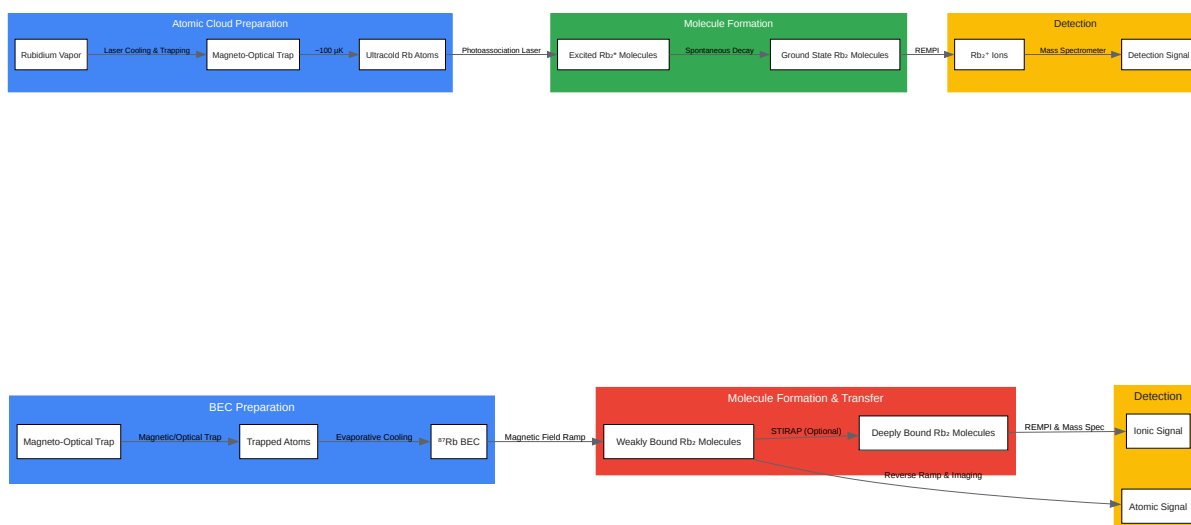 Atomic Cloud Preparation
Molecule Formation
Detection
Rubidium Vapor
Laser Cooling & Trapping
Magneto-Optical Trap
~100 μK
Ultracold Rb Atoms
Photoassociation Laser
Excited Rb₂* Molecules
Spontaneous Decay
Ground State Rb₂ Molecules
REMPI
Rb₂⁺ Ions
Mass Spectrometer
Detection Signal
BEC Preparation
Molecule Formation & Transfer
Detection
Magneto-Optical Trap
Magnetic/Optical Trap
Trapped Atoms
Evaporative Cooling
⁸⁷Rb BEC
Magnetic Field Ramp
Weakly Bound Rb₂ Molecules
STIRAP (Optional)
Deeply Bound Rb₂ Molecules
REMPI & Mass Spec
Ionic Signal
Reverse Ramp & Imaging
Atomic Signal